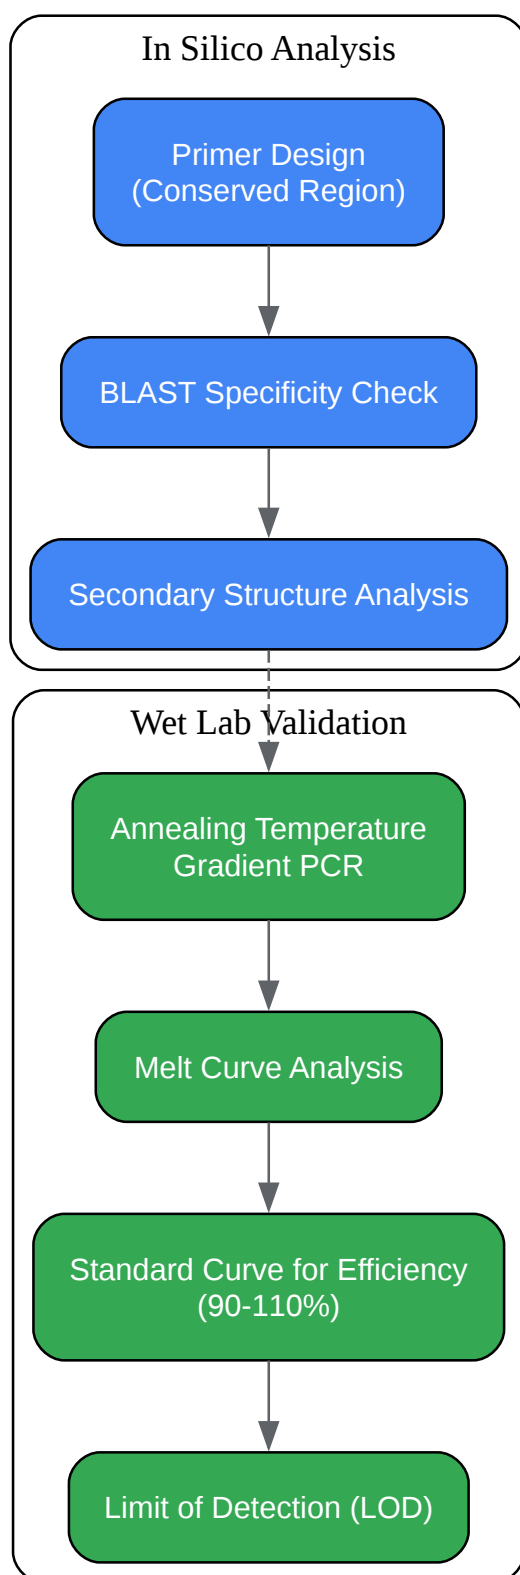 In Silico Analysis
Primer Design
(Conserved Region)
BLAST Specificity Check
Secondary Structure Analysis
Wet Lab Validation
Annealing Temperature
Gradient PCR
Melt Curve Analysis
Standard Curve for Efficiency
(90-110%)
Limit of Detection (LOD)